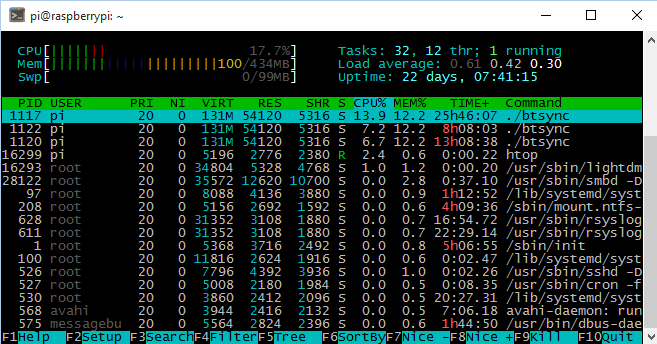 pi@raspberrypi: ~
CPU[||||||| 17.7%] Tasks: 32, 12 thr; 1 running
Mem[||||||||||||||||||||||100/434MB] Load average: 0.61 0.42 0.30
Swp[ 0/99MB] Uptime: 22 days, 07:41:15
PID USER PRI NI VIRT RES SHR S CPU% MEM% TIME+ Command
1117 pi 20 0 131M 54120 5316 S 13.9 12.2 25h46:07 ./btsync
1122 pi 20 0 131M 54120 5316 S 7.2 12.2 8h08:03 ./btsync
1120 pi 20 0 131M 54120 5316 S 6.7 12.2 13h08:38 ./btsync
16299 pi 20 0 5196 2776 2380 R 2.4 0.6 0:00.22 htop
16293 root 20 0 34804 5328 4768 S 1.0 1.2 0:00.20 /usr/sbin/lightdm
28122 root 20 0 35572 12620 10700 S 0.0 2.8 0:37.10 /usr/sbin/smbd -D
97 root 20 0 8088 4136 3880 S 0.0 0.9 1h12:52 /lib/systemd/syst
208 root 20 0 5156 2692 1592 S 0.0 0.6 4h09:36 /sbin/mount.ntfs-
628 root 20 0 31352 3108 1880 S 0.0 0.7 16:54.72 /usr/sbin/rsyslog
611 root 20 0 31352 3108 1880 S 0.0 0.7 22:29.14 /usr/sbin/rsyslog
1 root 20 0 5368 3716 2492 S 0.0 0.8 5h06:55 /sbin/init
100 root 20 0 11816 2624 1916 S 0.0 0.6 0:02.47 /lib/systemd/syst
526 root 20 0 7796 4392 3936 S 0.0 1.0 0:02.26 /usr/sbin/sshd -D
527 root 20 0 5008 2180 1984 S 0.0 0.5 0:08.25 /usr/sbin/cron -f
530 root 20 0 3860 2412 2096 S 0.0 0.5 20:27.31 /lib/systemd/syst
568 avahi 20 0 3944 2416 2132 S 0.0 0.5 7:06.18 avahi-daemon: run
575 messagebu 20 0 5564 2824 2396 S 0.0 0.6 1h44:50 /usr/bin/dbus-dae
F1Help F2Setup F3SearchF4FilterF5Tree F6SortByF7Nice -F8Nice +F9Kill F10Quit